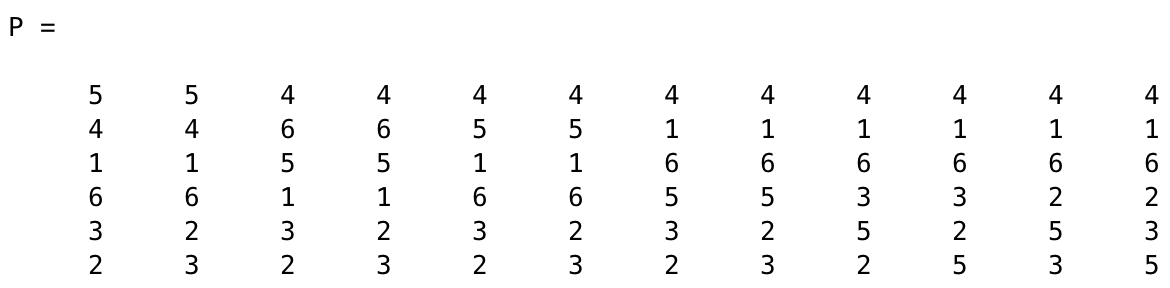 P =
5 5 4 4 4 4 4 4 4 4 4 4
4 4 6 6 5 5 1 1 1 1 1 1
1 1 5 5 1 1 6 6 6 6 6 6
6 6 1 1 6 6 5 5 3 3 2 2
3 2 3 2 3 2 3 2 5 2 5 3
2 3 2 3 2 3 2 3 2 5 3 5